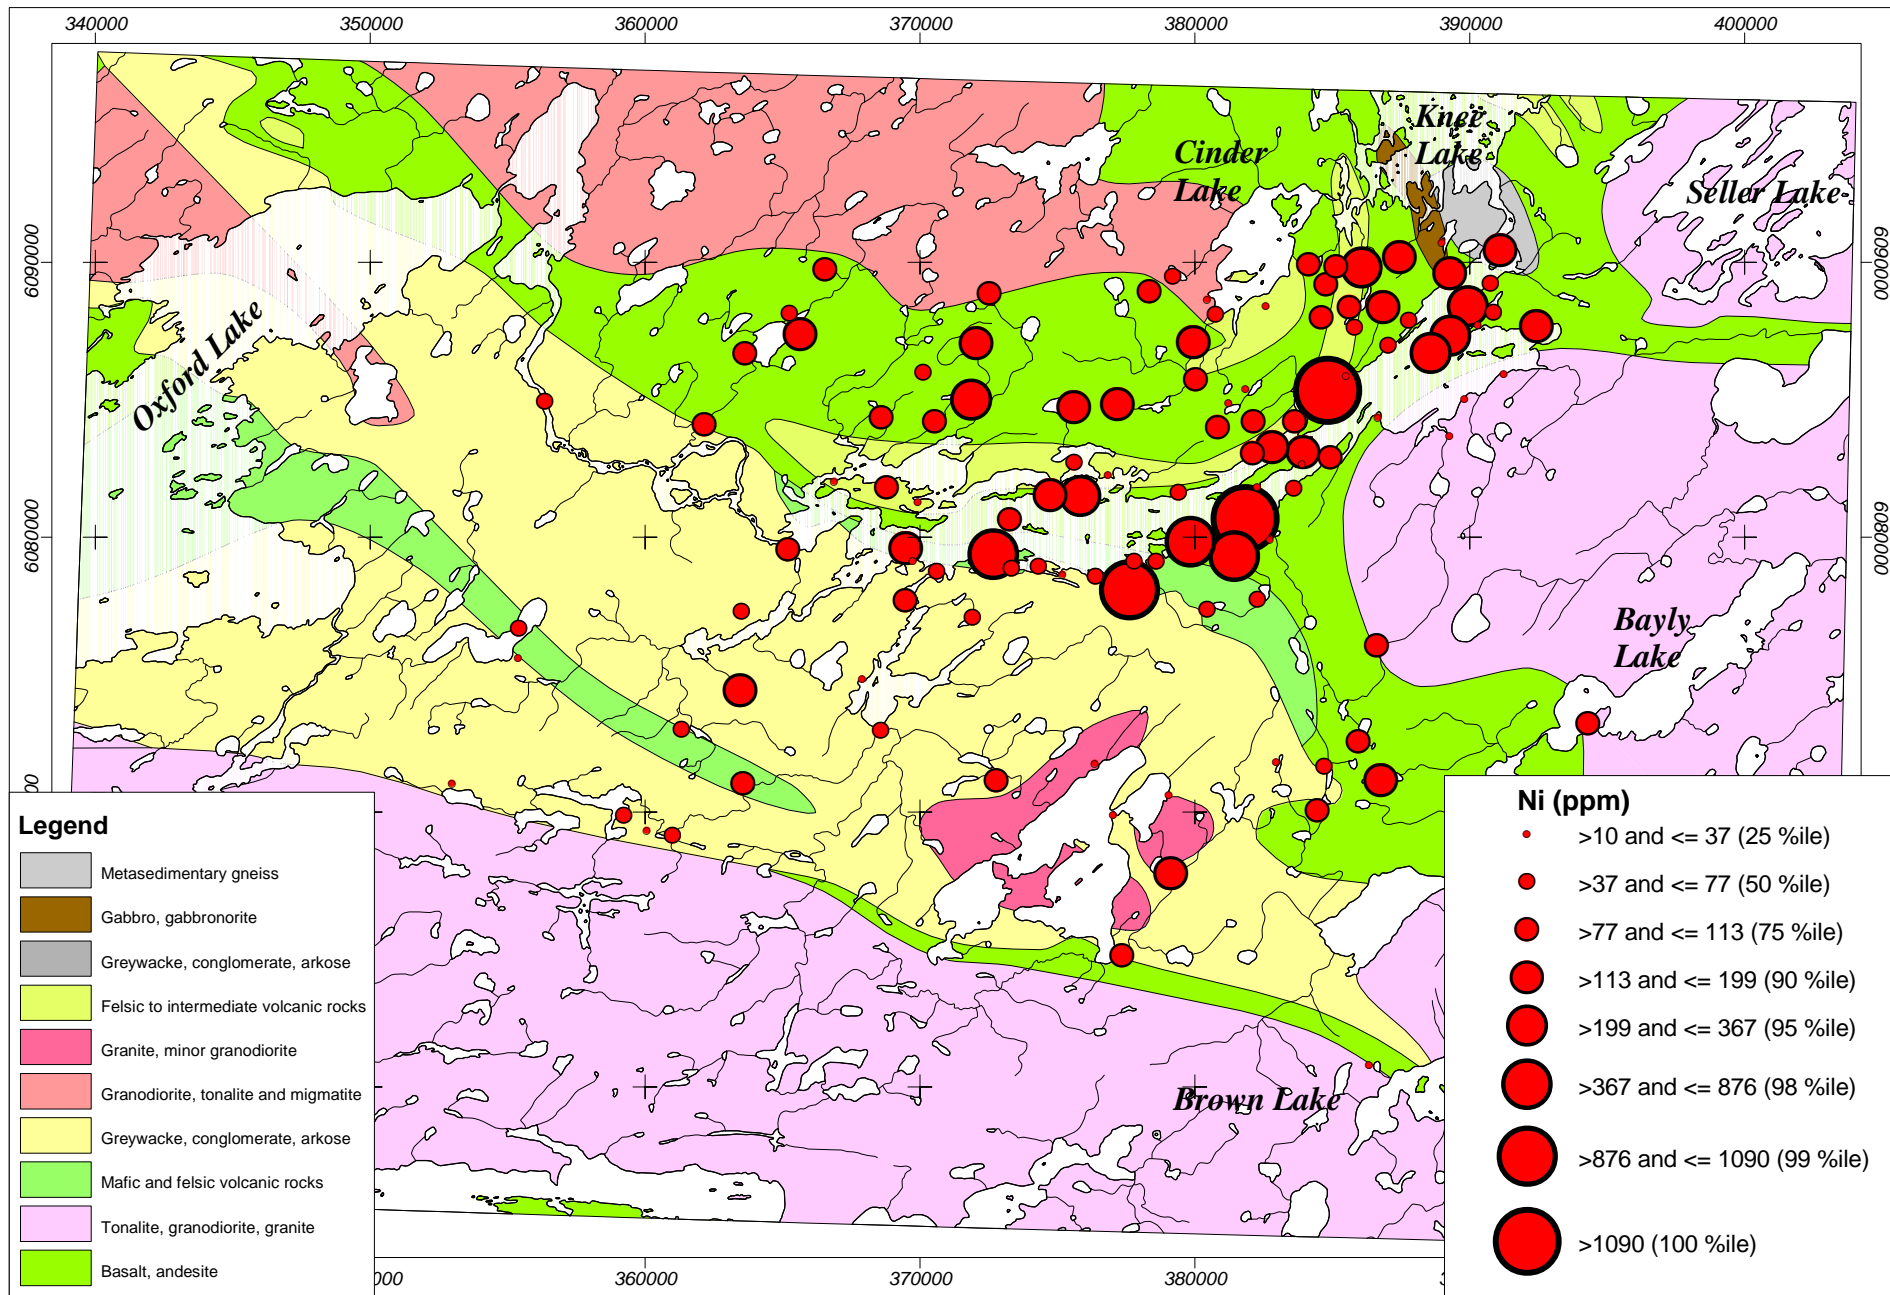 340000 350000 360000 370000 380000 390000 400000
Knee
Lake
Cinder
Lake
Seller Lake
6090000
6090000
Oxford Lake
6080000
6080000
Bayly
Lake
Brown Lake
Legend
Metasedimentary gneiss
Gabbro, gabbronorite
Greywacke, conglomerate, arkose
Felsic to intermediate volcanic rocks
Granite, minor granodiorite
Granodiorite, tonalite and migmatite
Greywacke, conglomerate, arkose
Mafic and felsic volcanic rocks
Tonalite, granodiorite, granite
Basalt, andesite
Ni (ppm)
>10 and <= 37 (25 %ile)
>37 and <= 77 (50 %ile)
>77 and <= 113 (75 %ile)
>113 and <= 199 (90 %ile)
>199 and <= 367 (95 %ile)
>367 and <= 876 (98 %ile)
>876 and <= 1090 (99 %ile)
>1090 (100 %ile)
360000 370000 380000